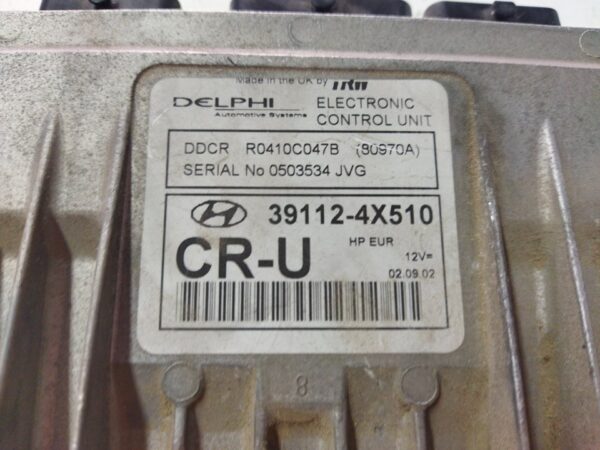 Made in the UK by TRW
DELPHI
Automotive Systems
ELECTRONIC
CONTROL UNIT
DDCR R0410C047B (80970A)
SERIAL No 0503534 JVG
39112-4X510
CR-U HP EUR
12V=
02.09.02
8